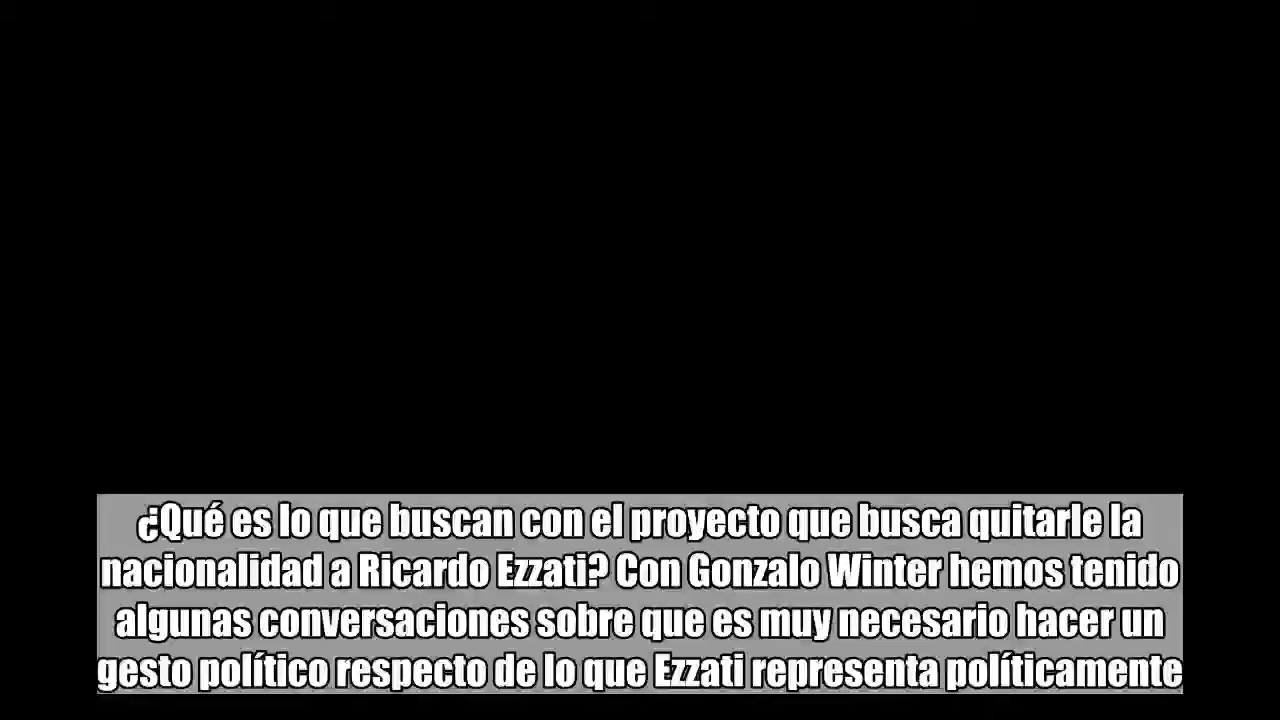 ¿Qué es lo que buscan con el proyecto que busca quitarle la
nacionalidad a Ricardo Ezzati? Con Gonzalo Winter hemos tenido
algunas conversaciones sobre que es muy necesario hacer un
gesto político respecto de lo que Ezzati representa políticamente